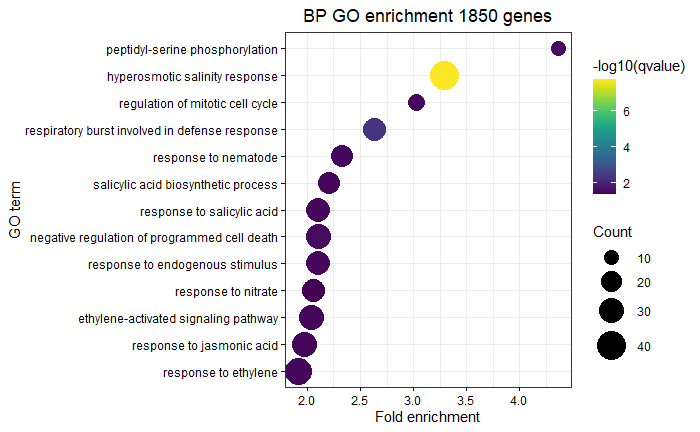 BP GO enrichment 1850 genes
GO term
peptidyl-serine phosphorylation
hyperosmotic salinity response
regulation of mitotic cell cycle
respiratory burst involved in defense response
response to nematode
salicylic acid biosynthetic process
response to salicylic acid
negative regulation of programmed cell death
response to endogenous stimulus
response to nitrate
ethylene-activated signaling pathway
response to jasmonic acid
response to ethylene
2.0 2.5 3.0 3.5 4.0
Fold enrichment
-log10(qvalue)
6
4
2
Count
10
20
30
40